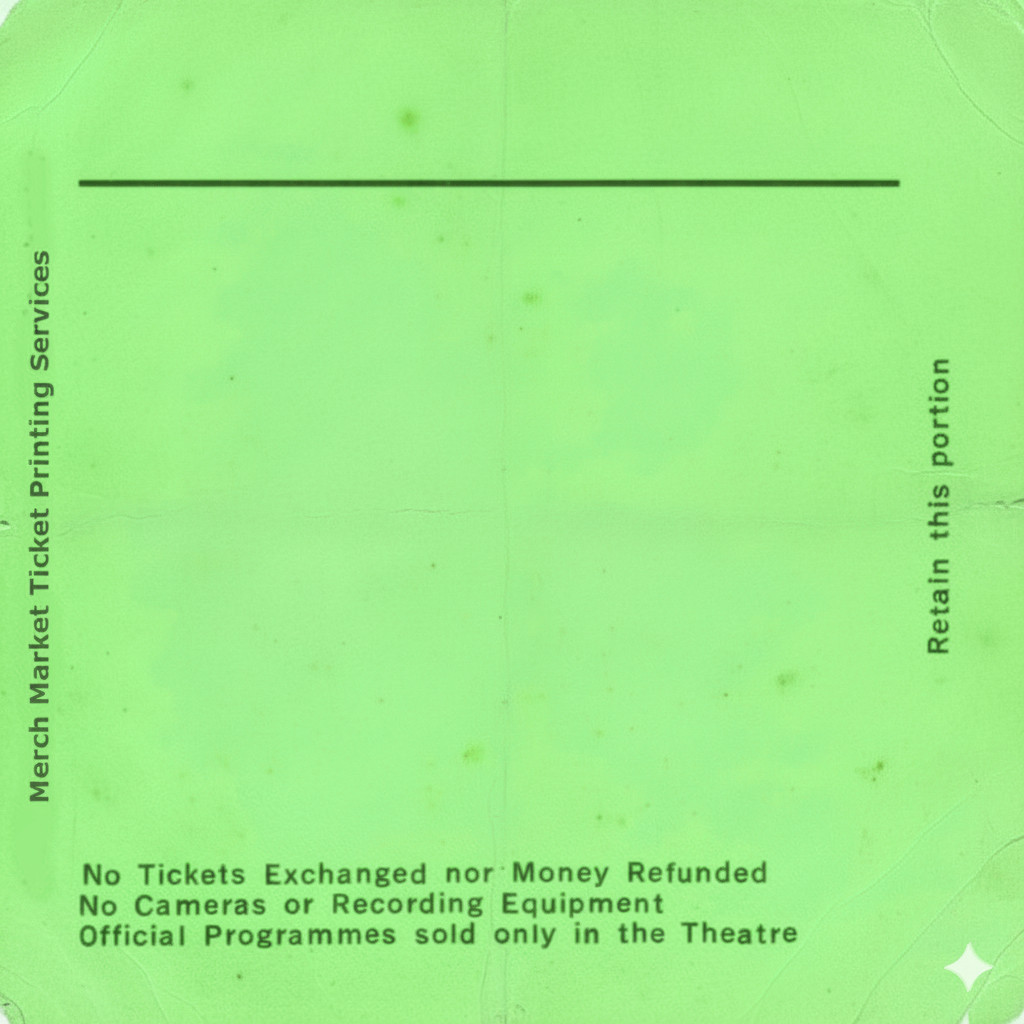 Merch Market Ticket Printing Services
Retain this portion
No Tickets Exchanged nor Money Refunded
No Cameras or Recording Equipment
Official Programmes sold only in the Theatre